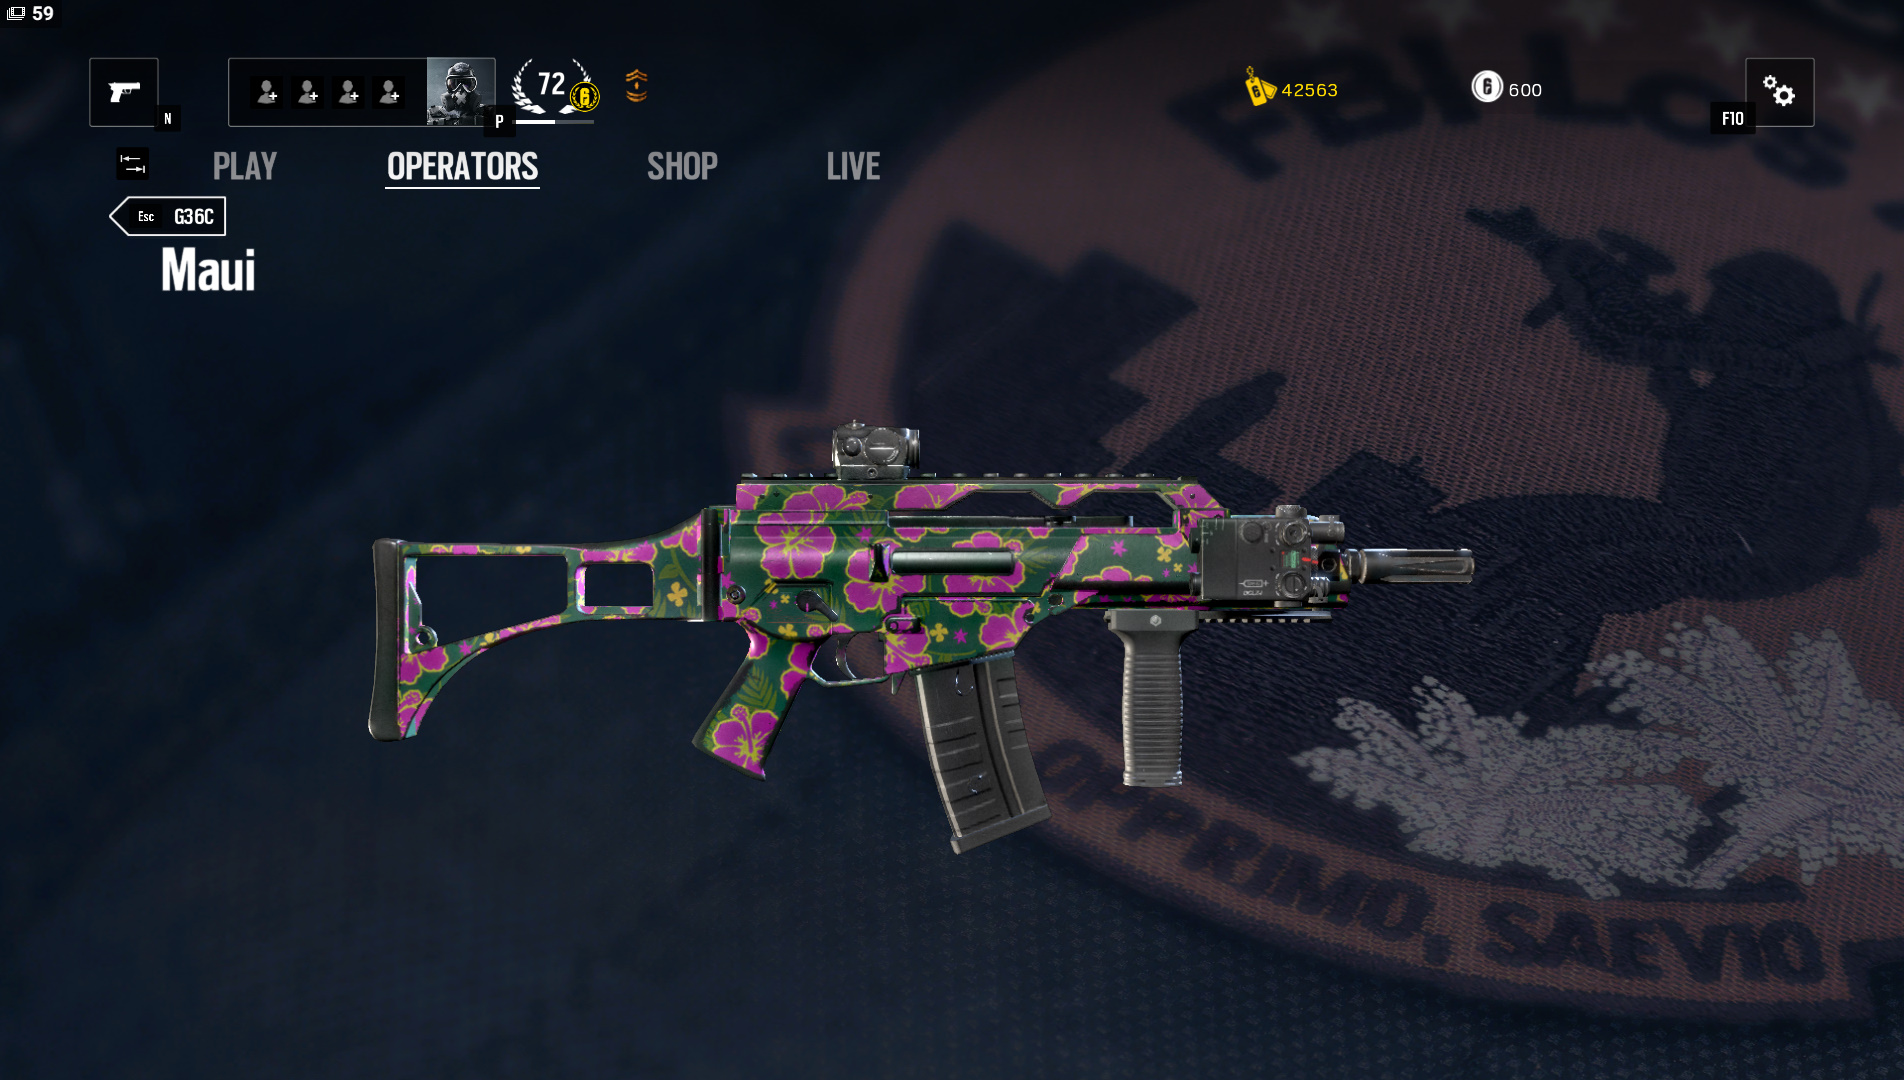 59
N
P
72
42563
600
F10
PLAY
OPERATORS
SHOP
LIVE
Esc G36C
Maui
OPPRIMO, SAEVIO